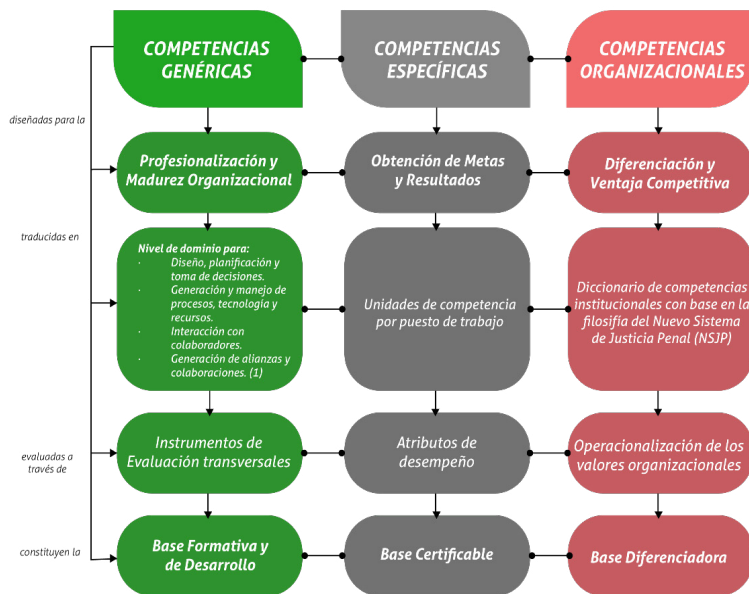 COMPETENCIAS
GENÉRICAS
COMPETENCIAS
ESPECÍFICAS
COMPETENCIAS
ORGANIZACIONALES
diseñadas para la
Profesionalización y
Madurez Organizacional
Obtención de Metas
y Resultados
Diferenciación y
Ventaja Competitiva
traducidas en
Nivel de dominio para:
· Diseño, planificación y
toma de decisiones.
· Generación y manejo de
procesos, tecnología y
recursos.
· Interacción con
colaboradores.
· Generación de alianzas y
colaboraciones. (1)
Unidades de competencia
por puesto de trabajo
Diccionario de competencias
institucionales con base en la
filosifía del Nuevo Sistema
de Justicia Penal (NSJP)
evaluadas a
través de
Instrumentos de
Evaluación transversales
Atributos de
desempeño
Operacionalización de los
valores organizacionales
constituyen la
Base Formativa y
de Desarrollo
Base Certificable
Base Diferenciadora